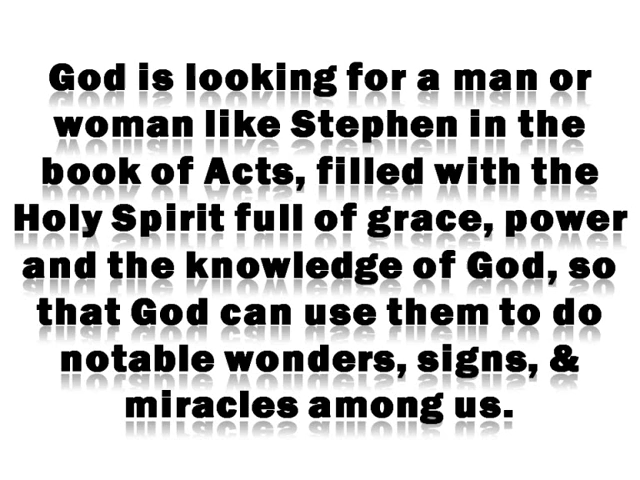 God is looking for a man or
woman like Stephen in the
book of Acts, filled with the
Holy Spirit full of grace, power
and the knowledge of God, so
that God can use them to do
notable wonders, signs, &
miracles among us.